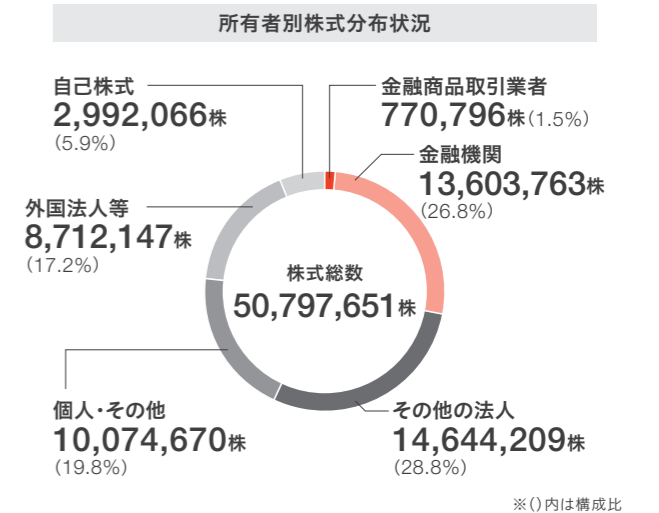 所有者別株式分布状況
自己株式
2,992,066株
(5.9%)
金融商品取引業者
770,796株(1.5%)
金融機関
13,603,763株
(26.8%)
外国法人等
8,712,147株
(17.2%)
株式総数
50,797,651株
個人・その他
10,074,670株
(19.8%)
その他の法人
14,644,209株
(28.8%)
※()内は構成比